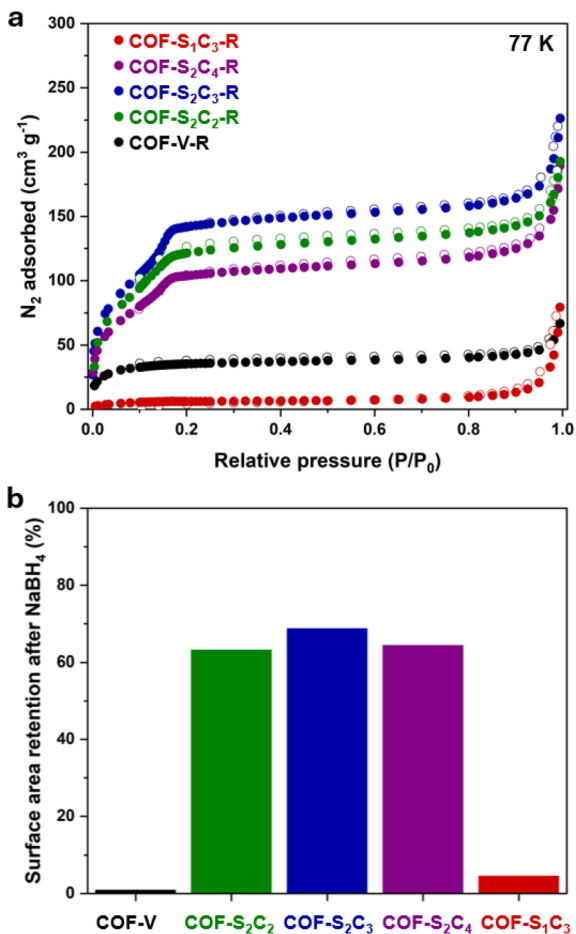 a
300
250
200
150
100
50
0
N₂ adsorbed (cm³ g⁻¹)
COF-S₁C₃-R
COF-S₂C₄-R
COF-S₂C₃-R
COF-S₂C₂-R
COF-V-R
77 K
0.0 0.2 0.4 0.6 0.8 1.0
Relative pressure (P/P₀)
b
100
80
60
40
20
0
Surface area retention after NaBH₄ (%)
COF-V COF-S₂C₂ COF-S₂C₃ COF-S₂C₄ COF-S₁C₃